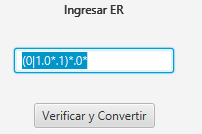 Ingresar ER
(0|1.0*.1)*.0*
Verificar y Convertir